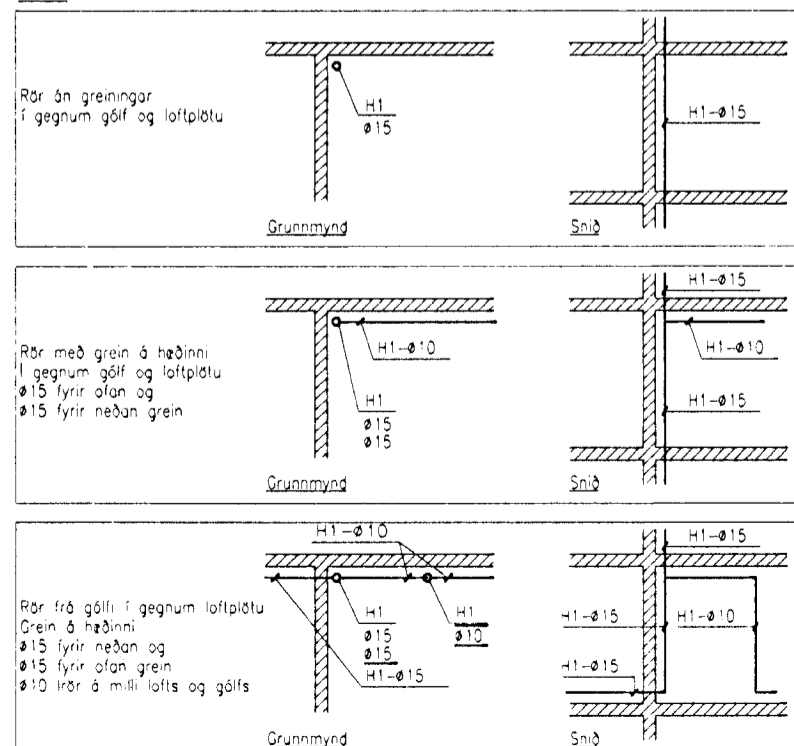 Rör án greiningar
í gegnum gólf og loftplötu
H1
ø15
Grunnmynd
H1-ø15
Snið
Rör með grein á hæðinni
Í gegnum gólf og loftplötu
ø15 fyrir ofan og
ø15 fyrir neðan grein
H1-ø10
H1
ø15
ø15
Grunnmynd
H1-ø15
H1-ø10
H1-ø15
Snið
Rör frá gólfi í gegnum loftplötu
Grein á hæðinni
ø15 fyrir neðan og
ø15 fyrir ofan grein
ø10 rör á milli lofts og gólfs
H1-ø10
H1
ø15
ø15
H1-ø15
H1
ø10
Grunnmynd
H1-ø15
H1-ø15
H1-ø10
H1-ø15
Snið